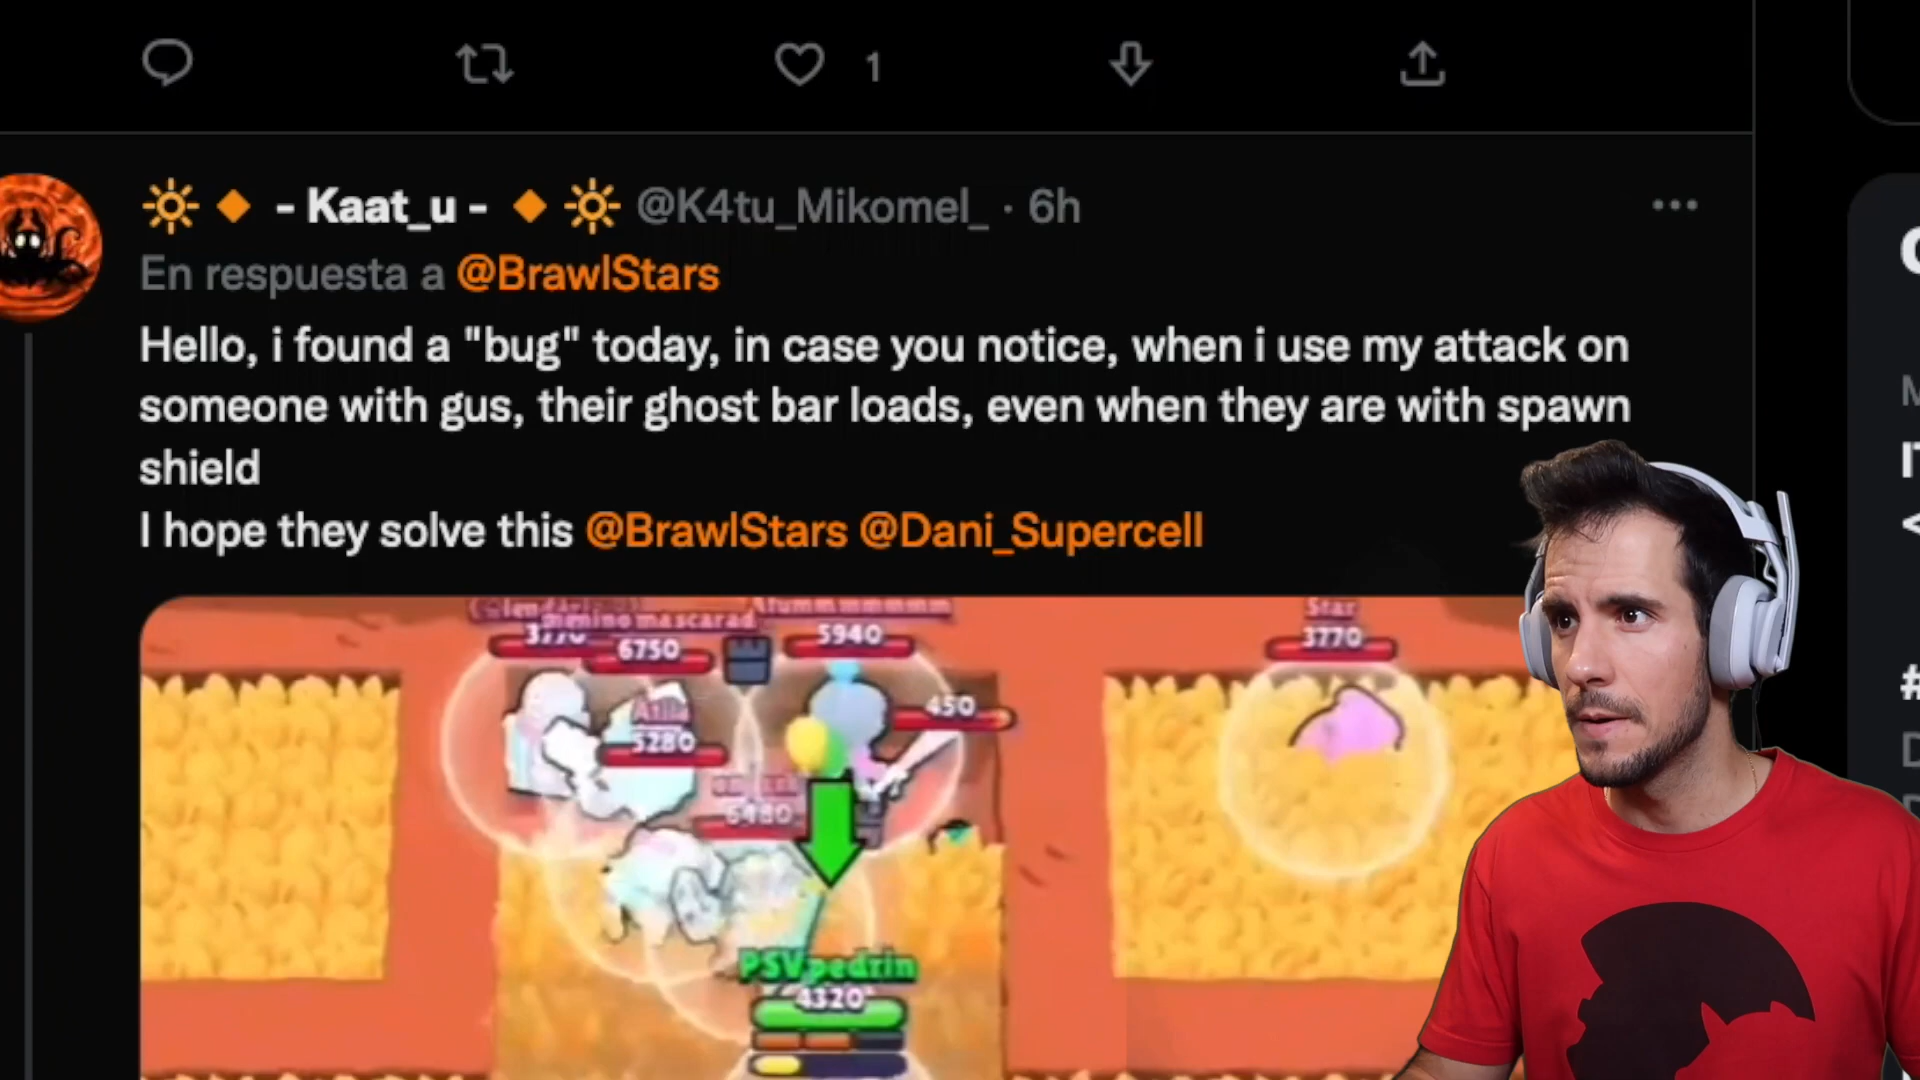 1
- Kaat_u - @K4tu_Mikomel_ · 6h
En respuesta a @BrawlStars
Hello, i found a "bug" today, in case you notice, when i use my attack on
someone with gus, their ghost bar loads, even when they are with spawn
shield
I hope they solve this @BrawlStars @Dani_Supercell
Star
6750
5940
3770
450
5280
6480
PSVpedrin
4320